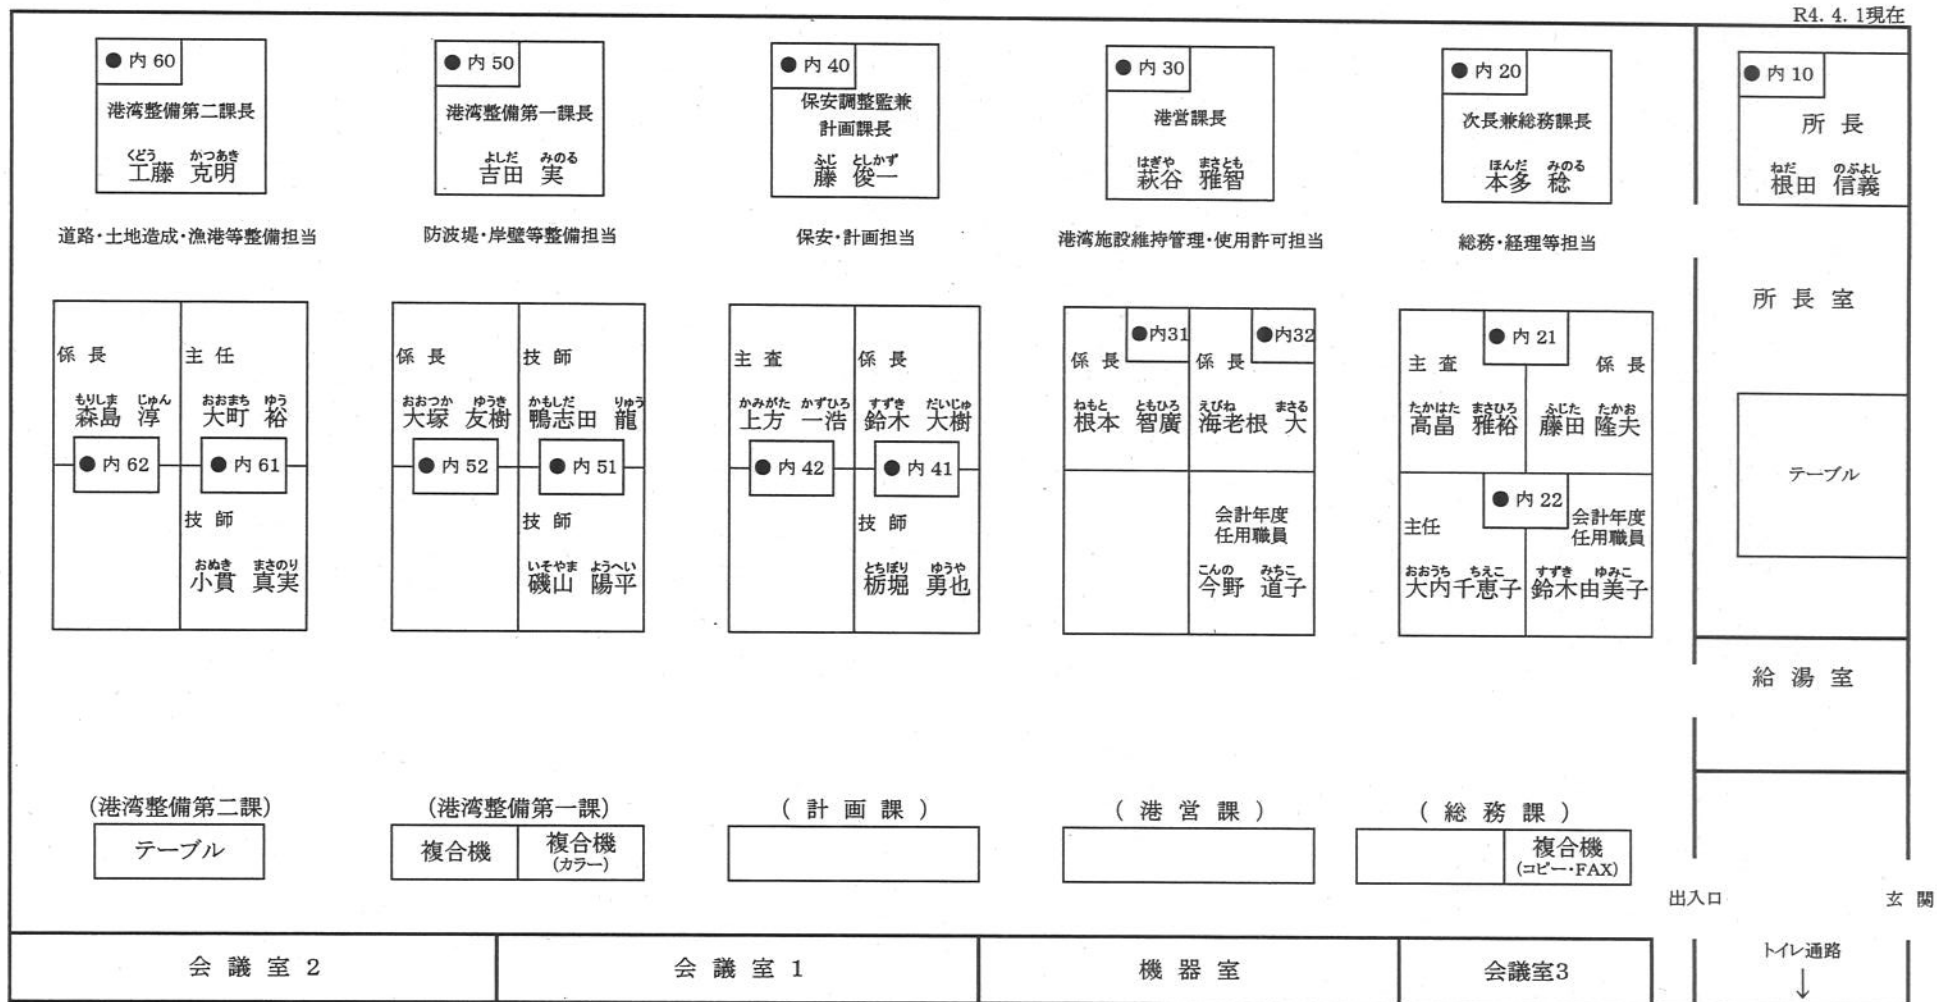 R4. 4. 1現在
● 内 60
港湾整備第二課長
くどう かつあき
工藤 克明
道路・土地造成・漁港等整備担当
● 内 50
港湾整備第一課長
よしだ みのる
吉田 実
防波堤・岸壁等整備担当
● 内 40
保安調整監兼
計画課長
ふじ としかず
藤 俊一
保安・計画担当
● 内 30
港営課長
はぎや まさとも
萩谷 雅智
港湾施設維持管理・使用許可担当
● 内 20
次長兼総務課長
ほんだ みのる
本多 稔
総務・経理等担当
● 内 10
所 長
ねだ のぶよし
根田 信義
所 長 室
テーブル
給 湯 室
係 長
もりしま じゅん
森島 淳
● 内 62
主 任
おおまち ゆう
大町 裕
● 内 61
技 師
おぬき まさのり
小貫 真実
係 長
おおつか ゆうき
大塚 友樹
● 内 52
技 師
かもしだ りゅう
鴨志田 龍
● 内 51
技 師
いそやま ようへい
磯山 陽平
主 査
かみがた かずひろ
上方 一浩
● 内 42
係 長
すずき だいじゅ
鈴木 大樹
● 内 41
技 師
とちぼり ゆうや
栃堀 勇也
●内31
係 長
ねもと ともひろ
根本 智廣
●内32
係 長
えびね まさる
海老根 大
会計年度
任用職員
こんの みちこ
今野 道子
● 内 21
主 査
たかはた まさひろ
高畠 雅裕
係 長
ふじた たかお
藤田 隆夫
● 内 22
主任
おおうち ちえこ
大内千恵子
会計年度
任用職員
すずき ゆみこ
鈴木由美子
(港湾整備第二課)
テーブル
(港湾整備第一課)
複合機
複合機
(カラー)
( 計 画 課 )
( 港 営 課 )
( 総 務 課 )
複合機
(コピー・FAX)
出入口
玄 関
会 議 室 2
会 議 室 1
機 器 室
会議室3
トイレ通路
↓